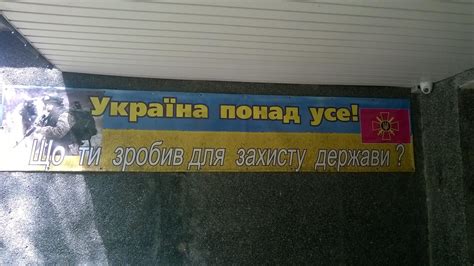 Україна понад усе!
Що ти зробив для захисту держави ?